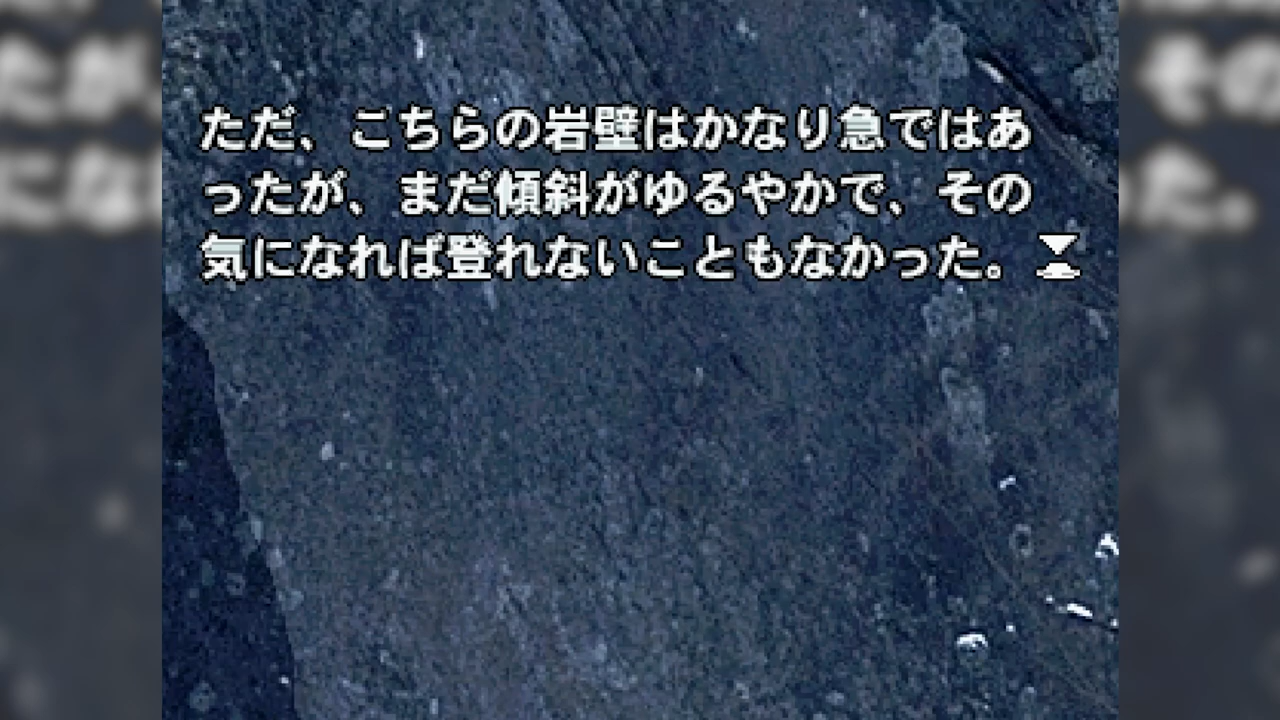 ただ、こちらの岩壁はかなり急ではあ
ったが、まだ傾斜がゆるやかで、その
気になれば登れないこともなかった。